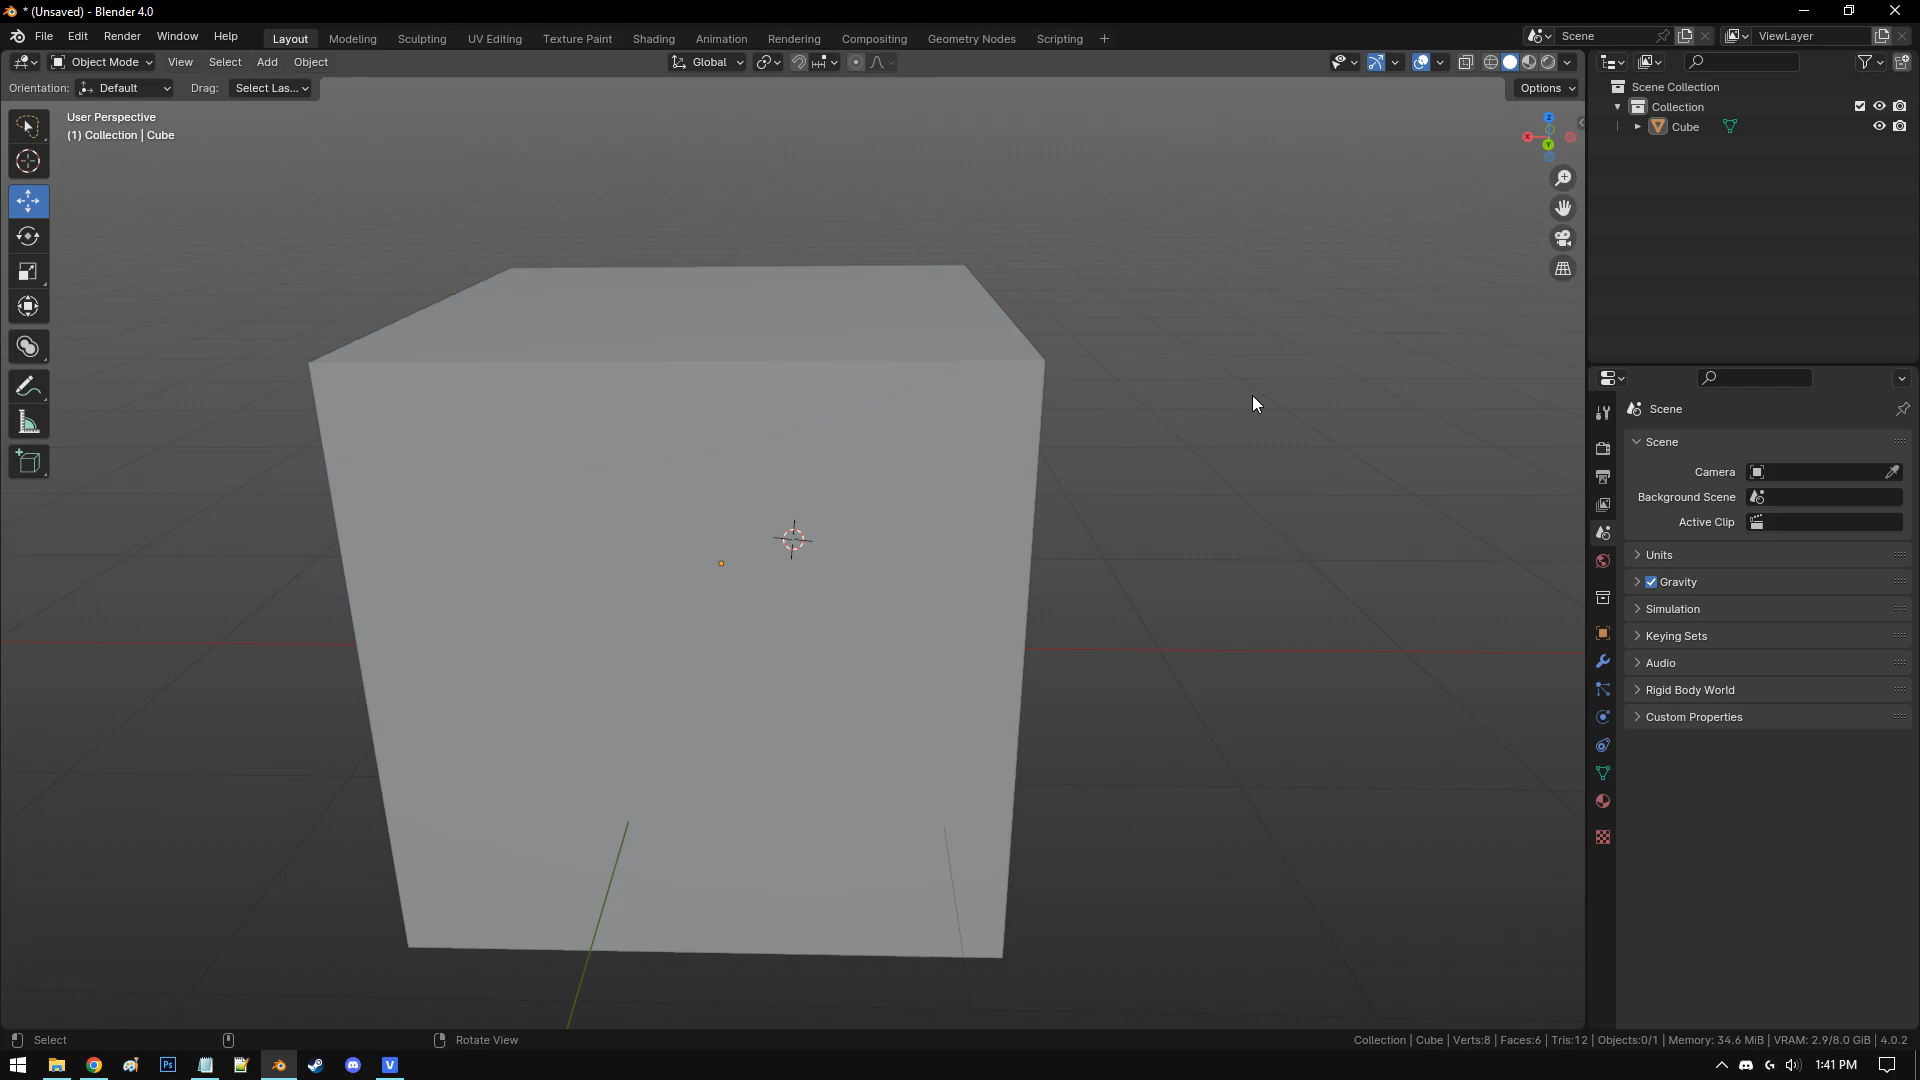 * (Unsaved) - Blender 4.0
File Edit Render Window Help Layout Modeling Sculpting UV Editing Texture Paint Shading Animation Rendering Compositing Geometry Nodes Scripting + Scene ViewLayer
Object Mode View Select Add Object Global
Orientation: Default Drag: Select Las... Options
User Perspective
(1) Collection | Cube
Z
X
Y
Scene Collection
Collection
Cube
Scene
Scene
Camera
Background Scene
Active Clip
Units
Gravity
Simulation
Keying Sets
Audio
Rigid Body World
Custom Properties
Select Rotate View Collection | Cube | Verts:8 | Faces:6 | Tris:12 | Objects:0/1 | Memory: 34.6 MiB | VRAM: 2.9/8.0 GiB | 4.0.2
Ps V 1:41 PM